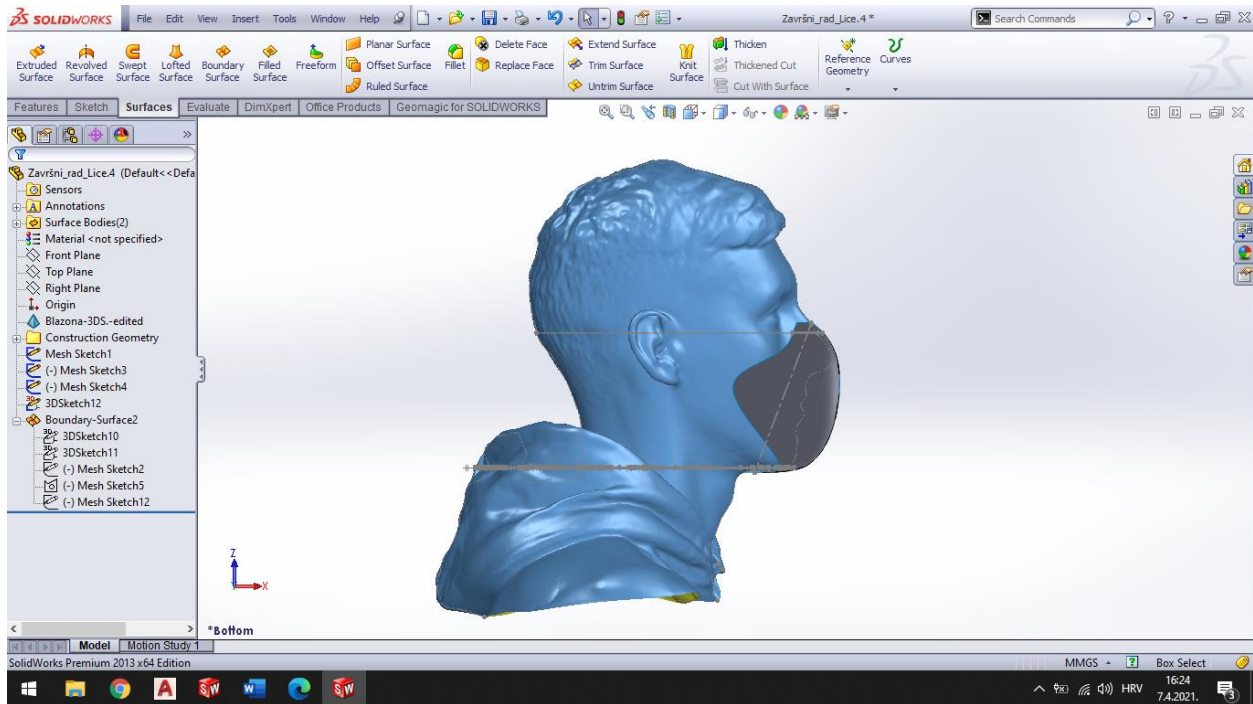 SOLIDWORKS File Edit View Insert Tools Window Help Završni_rad_Lice.4 * Search Commands
Extruded Surface Revolved Surface Swept Surface Lofted Surface Boundary Surface Filled Surface Freeform
Planar Surface
Offset Surface
Ruled Surface
Fillet
Delete Face
Replace Face
Extend Surface
Trim Surface
Untrim Surface
Knit Surface
Thicken
Thickened Cut
Cut With Surface
Reference Geometry
Curves
Features Sketch Surfaces Evaluate DimXpert Office Products Geomagic for SOLIDWORKS
Završni_rad_Lice.4 (Default<<Defa
Sensors
Annotations
Surface Bodies(2)
Material <not specified>
Front Plane
Top Plane
Right Plane
Origin
Blazona-3DS.-edited
Construction Geometry
Mesh Sketch1
(-) Mesh Sketch3
(-) Mesh Sketch4
3DSketch12
Boundary-Surface2
3DSketch10
3DSketch11
(-) Mesh Sketch2
(-) Mesh Sketch5
(-) Mesh Sketch12
Z
X
*Bottom
Model Motion Study 1
SolidWorks Premium 2013 x64 Edition MMGS Box Select
HRV
16:24
7.4.2021.
3